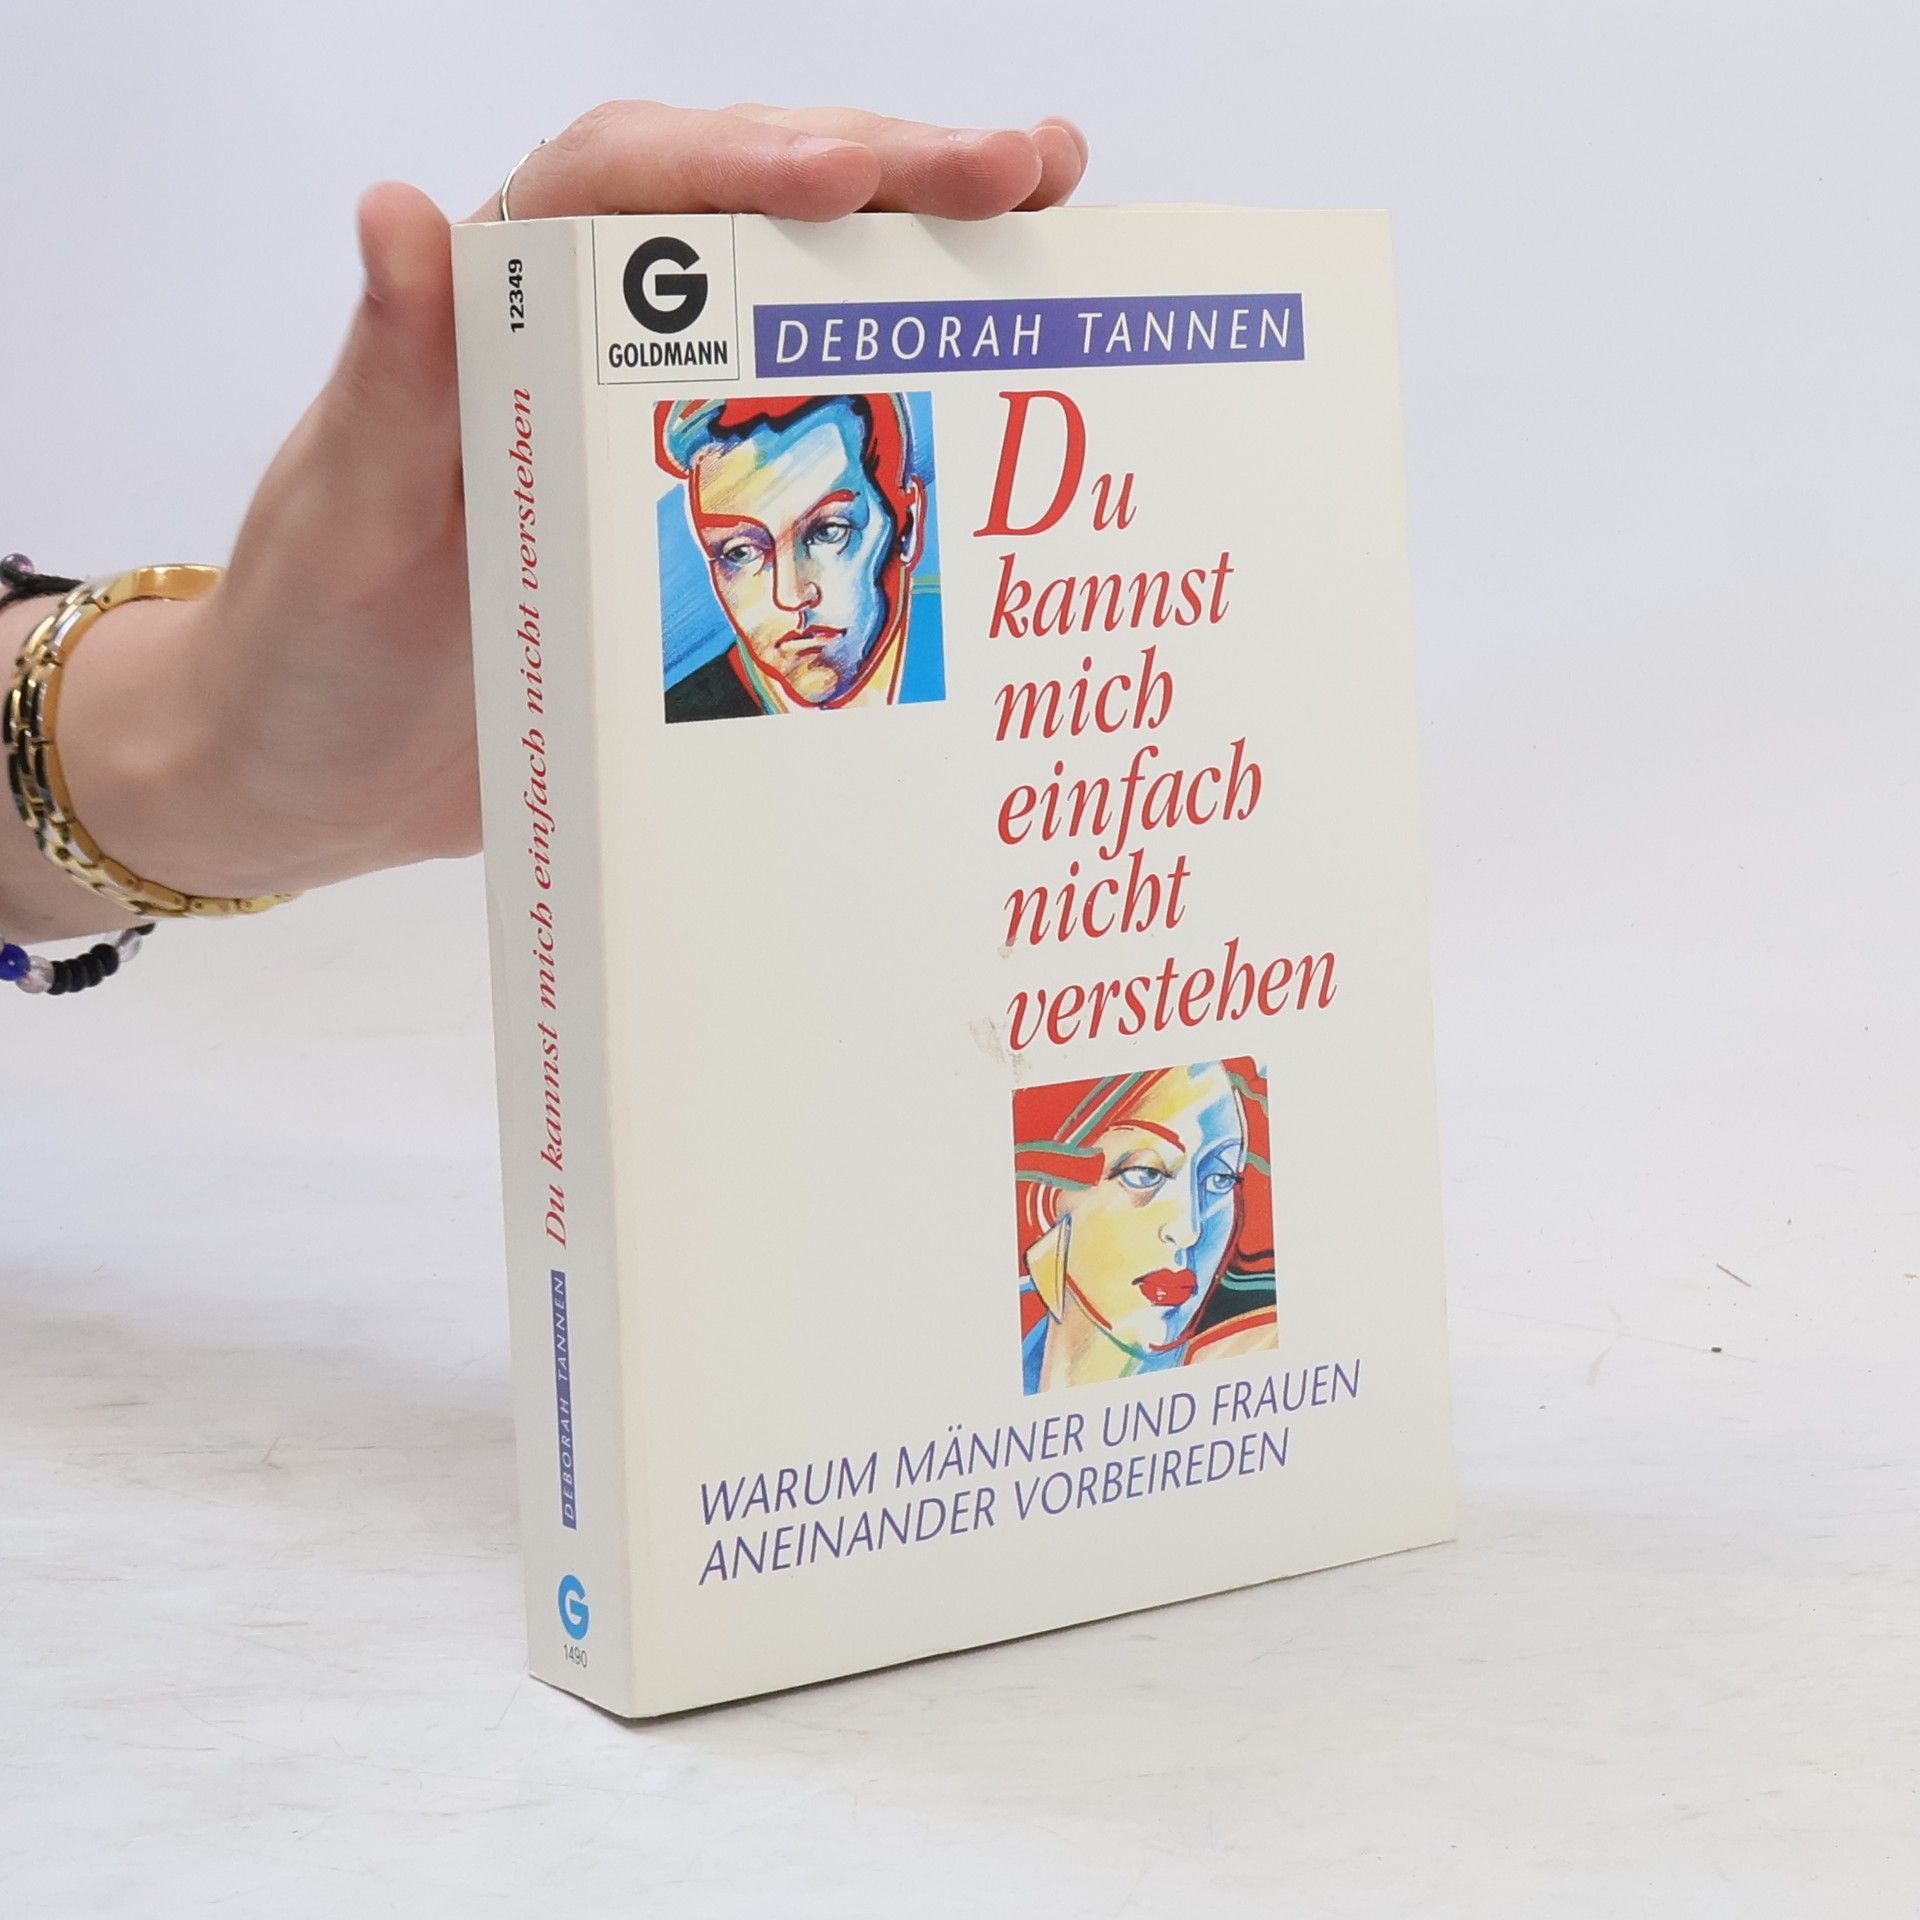 12349
Du kannst mich einfach nicht verstehen
DEBORAH TANNEN
G
1490
G
GOLDMANN
DEBORAH TANNEN
Du
kannst
mich
einfach
nicht
verstehen
WARUM MÄNNER UND FRAUEN
ANEINANDER VORBEIREDEN